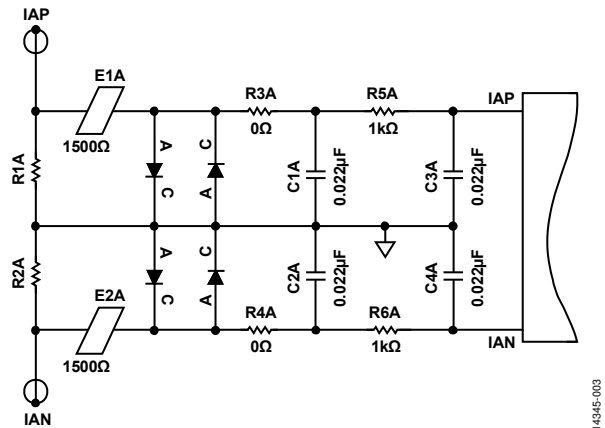 IAP
E1A
1500Ω
R3A
0Ω
R5A
1kΩ
IAP
A
C
C
A
R1A
C1A
0.022µF
C3A
0.022µF
R2A
A
C
C
A
C2A
0.022µF
C4A
0.022µF
E2A
1500Ω
R4A
0Ω
R6A
1kΩ
IAN
IAN
14345-003